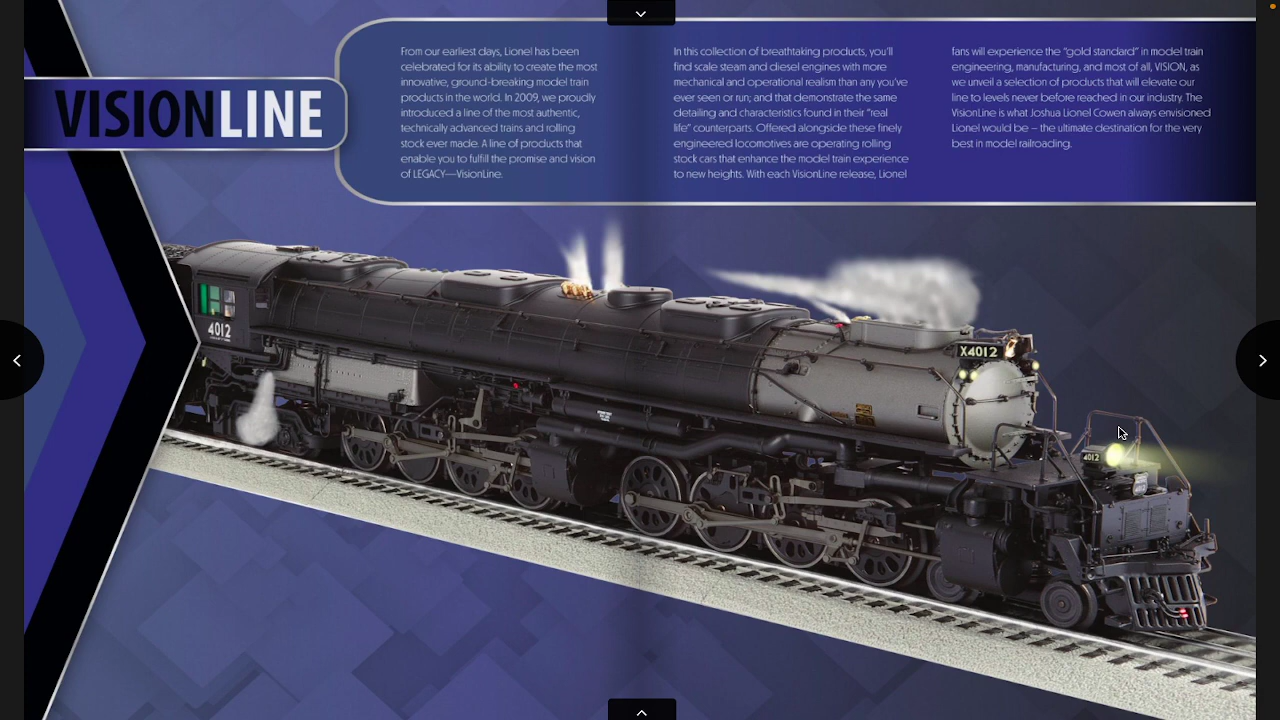 VISIONLINE
From our earliest days, Lionel has been
celebrated for its ability to create the most
innovative, ground-breaking model train
products in the world. In 2009, we proudly
introduced a line of the most authentic,
technically advanced trains and rolling
stock ever made. A line of products that
enable you to fulfill the promise and vision
of LEGACY—VisionLine.
In this collection of breathtaking products, you'll
find scale steam and diesel engines with more
mechanical and operational realism than any you've
ever seen or run; and that demonstrate the same
detailing and characteristics found in their "real
life" counterparts. Offered alongside these finely
engineered locomotives are operating rolling
stock cars that enhance the model train experience
to new heights. With each VisionLine release, Lionel
fans will experience the "gold standard" in model train
engineering, manufacturing, and most of all, VISION, as
we unveil a selection of products that will elevate our
line to levels never before reached in our industry. The
VisionLine is what Joshua Lionel Cowen always envisioned
Lionel would be – the ultimate destination for the very
best in model railroading.
4012
X4012
4012